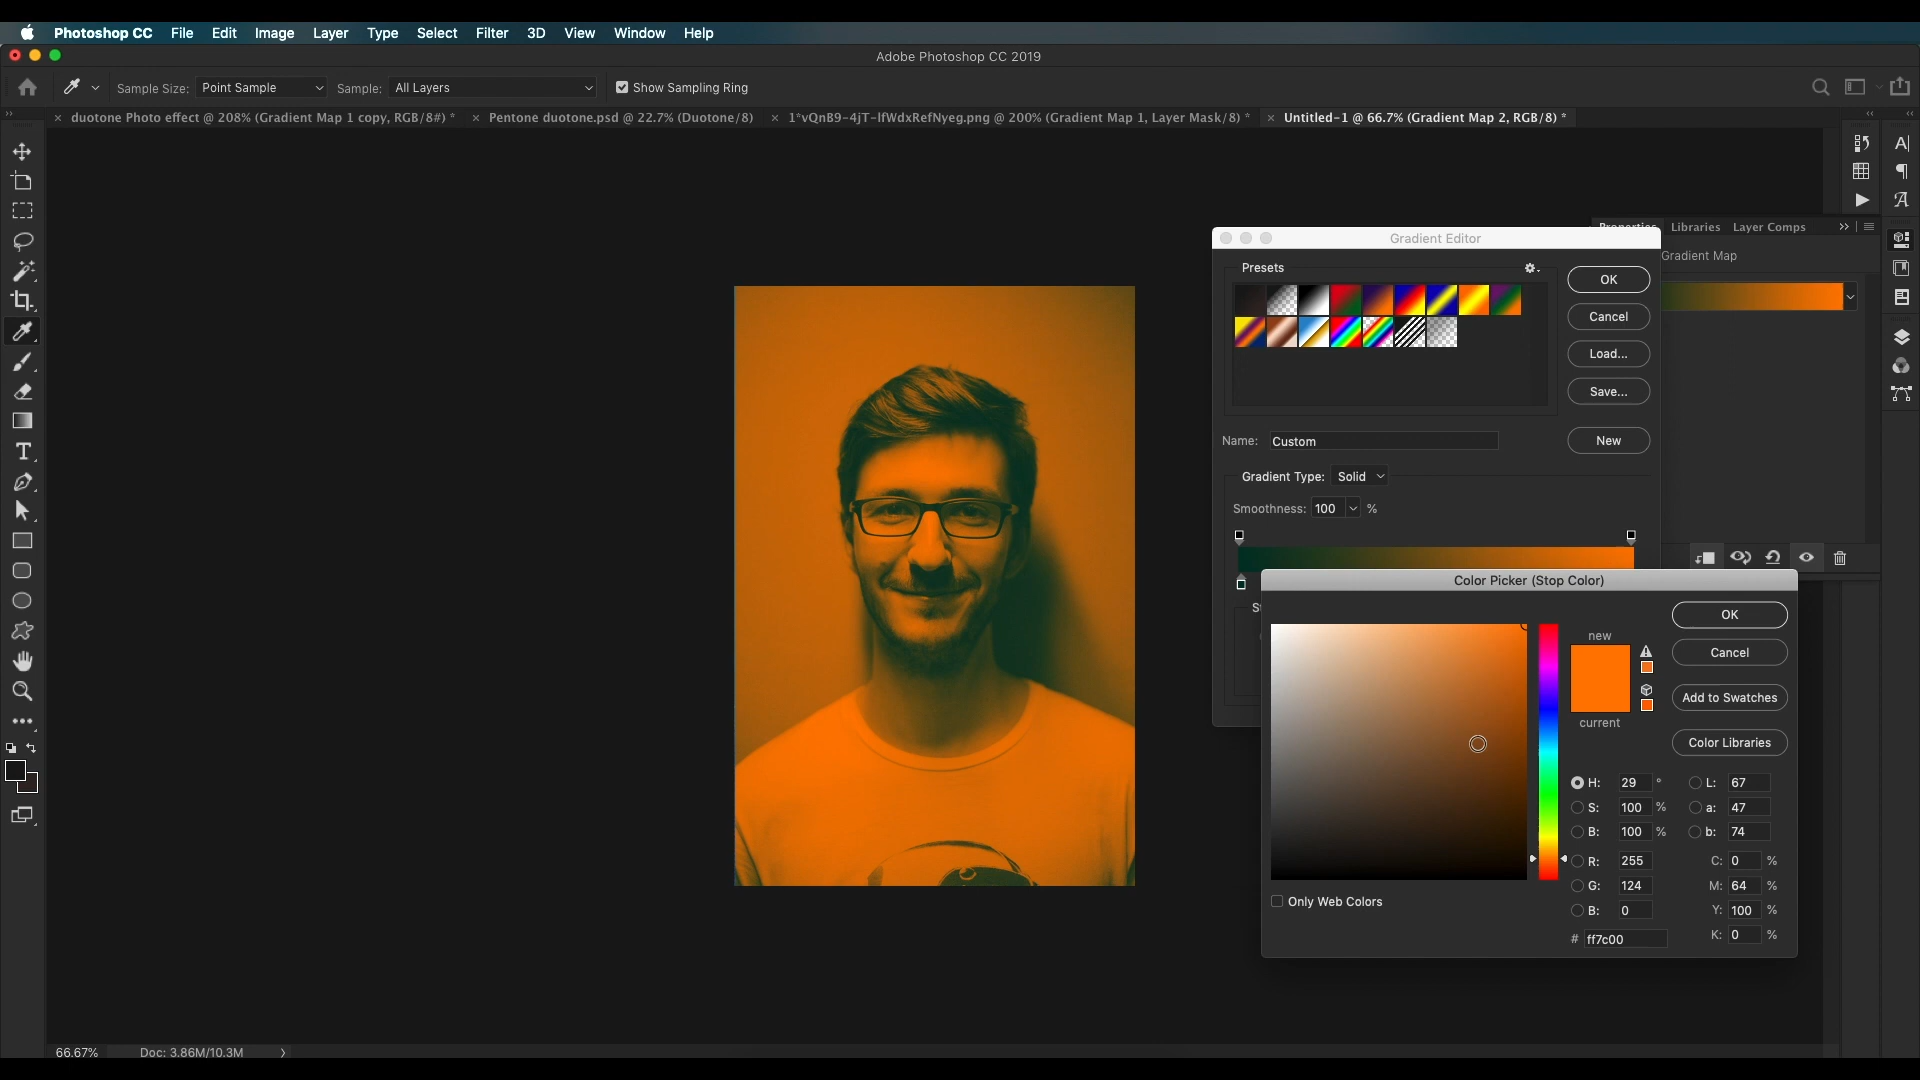 Photoshop CC File Edit Image Layer Type Select Filter 3D View Window Help
Adobe Photoshop CC 2019
Sample Size: Point Sample Sample: All Layers Show Sampling Ring
duotone Photo effect @ 208% (Gradient Map 1 copy, RGB/8#) * Pentone duotone.psd @ 22.7% (Duotone/8) 1*vQnB9-4jT-lfWdxRefNyeg.png @ 200% (Gradient Map 1, Layer Mask/8) * Untitled-1 @ 66.7% (Gradient Map 2, RGB/8) *
Properties Libraries Layer Comps
Gradient Editor
Gradient Map
Presets
OK
Cancel
Load...
Save...
Name: Custom
New
Gradient Type: Solid
Smoothness: 100 %
Color Picker (Stop Color)
new
current
OK
Cancel
Add to Swatches
Color Libraries
H: 29 ° L: 67
S: 100 % a: 47
B: 100 % b: 74
R: 255 C: 0 %
G: 124 M: 64 %
B: 0 Y: 100 %
# ff7c00 K: 0 %
Only Web Colors
66.67% Doc: 3.86M/10.3M